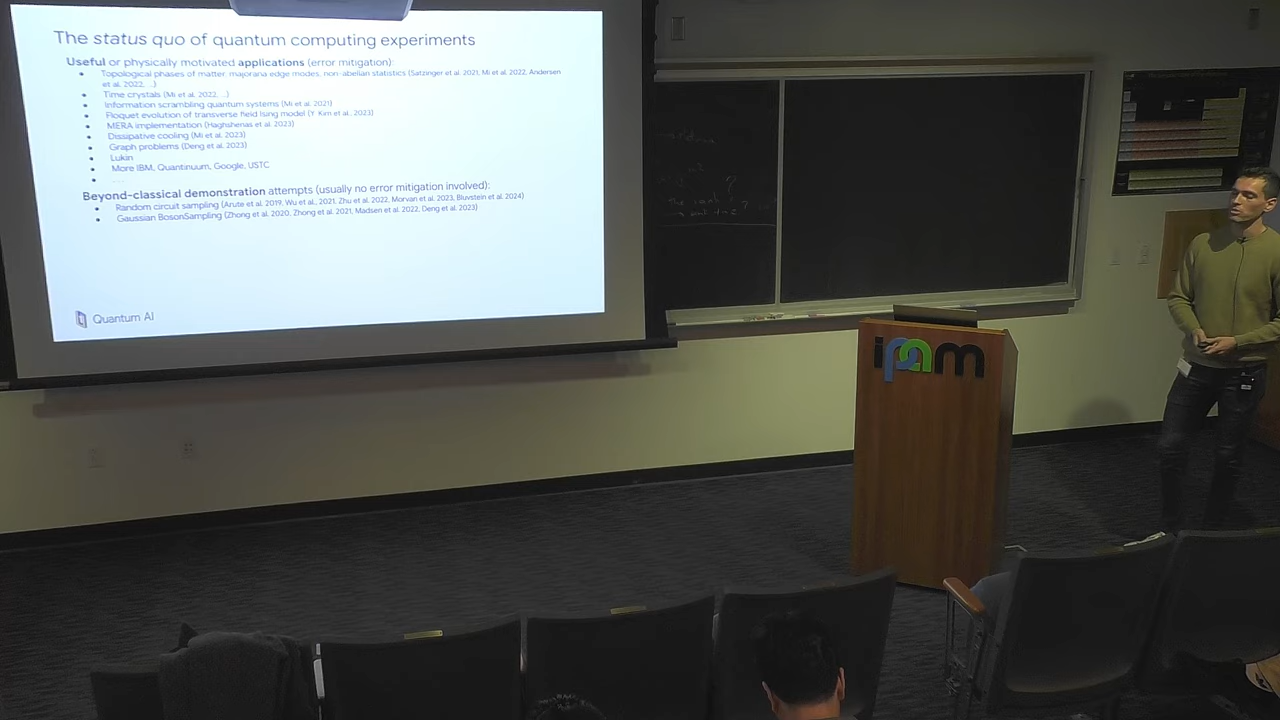 The status quo of quantum computing experiments
Useful or physically motivated applications (error mitigation):
• Topological phases of matter, majorana edge modes, non-abelian statistics (Satzinger et al. 2021, Mi et al. 2022, Andersen
et al. 2022, ...)
• Time crystals (Mi et al. 2022, ...)
• Information scrambling quantum systems (Mi et al. 2021)
• Floquet evolution of transverse field Ising model (Y. Kim et al., 2023)
• MERA implementation (Haghshenas et al. 2023)
• Dissipative cooling (Mi et al. 2023)
• Graph problems (Deng et al. 2023)
• Lukin
• More IBM, Quantinuum, Google, USTC
• ....
Beyond-classical demonstration attempts (usually no error mitigation involved):
• Random circuit sampling (Arute et al. 2019, Wu et al., 2021, Zhu et al. 2022, Morvan et al. 2023, Bluvstein et al. 2024)
• Gaussian BosonSampling (Zhong et al. 2020, Zhong et al. 2021, Madsen et al. 2022, Deng et al. 2023)
Quantum AI
ipam